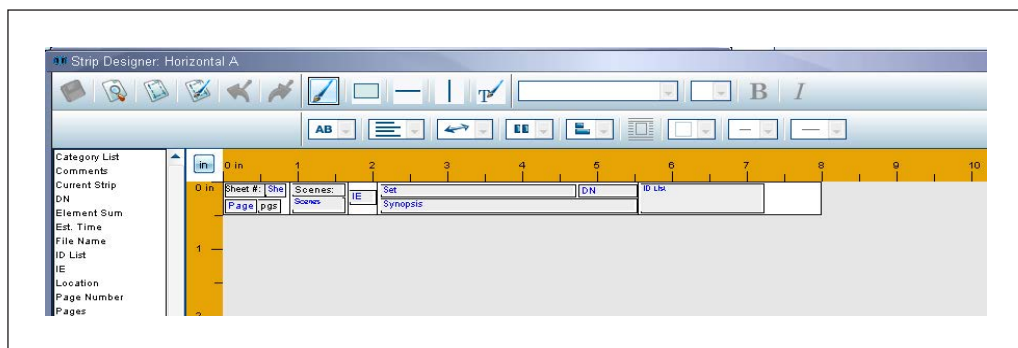 Strip Designer: Horizontal A
T
B I
AB
Category List
Comments
Current Strip
DN
Element Sum
Est. Time
File Name
ID List
IE
Location
Page Number
Pages
in
0 in 1 2 3 4 5 6 7 8 9 10
0 in
1
2
Sheet #: She Scenes: IE Set DN ID List
Page pgs Scenes Synopsis